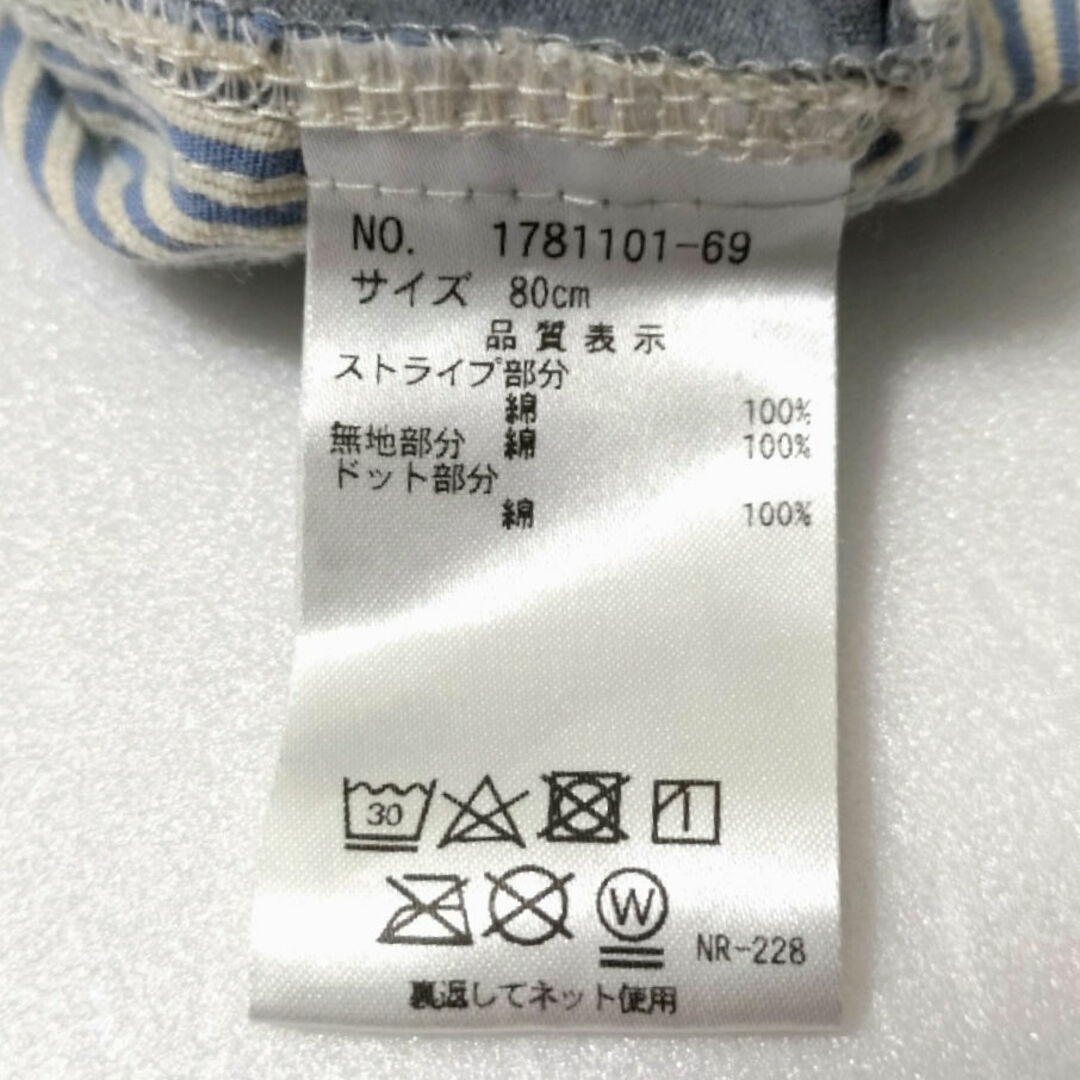 NO. 1781101-69
サイズ 80cm
品質表示
ストライプ部分
綿 100%
無地部分 綿 100%
ドット部分
綿 100%
30
W
NR-228
裏返してネット使用